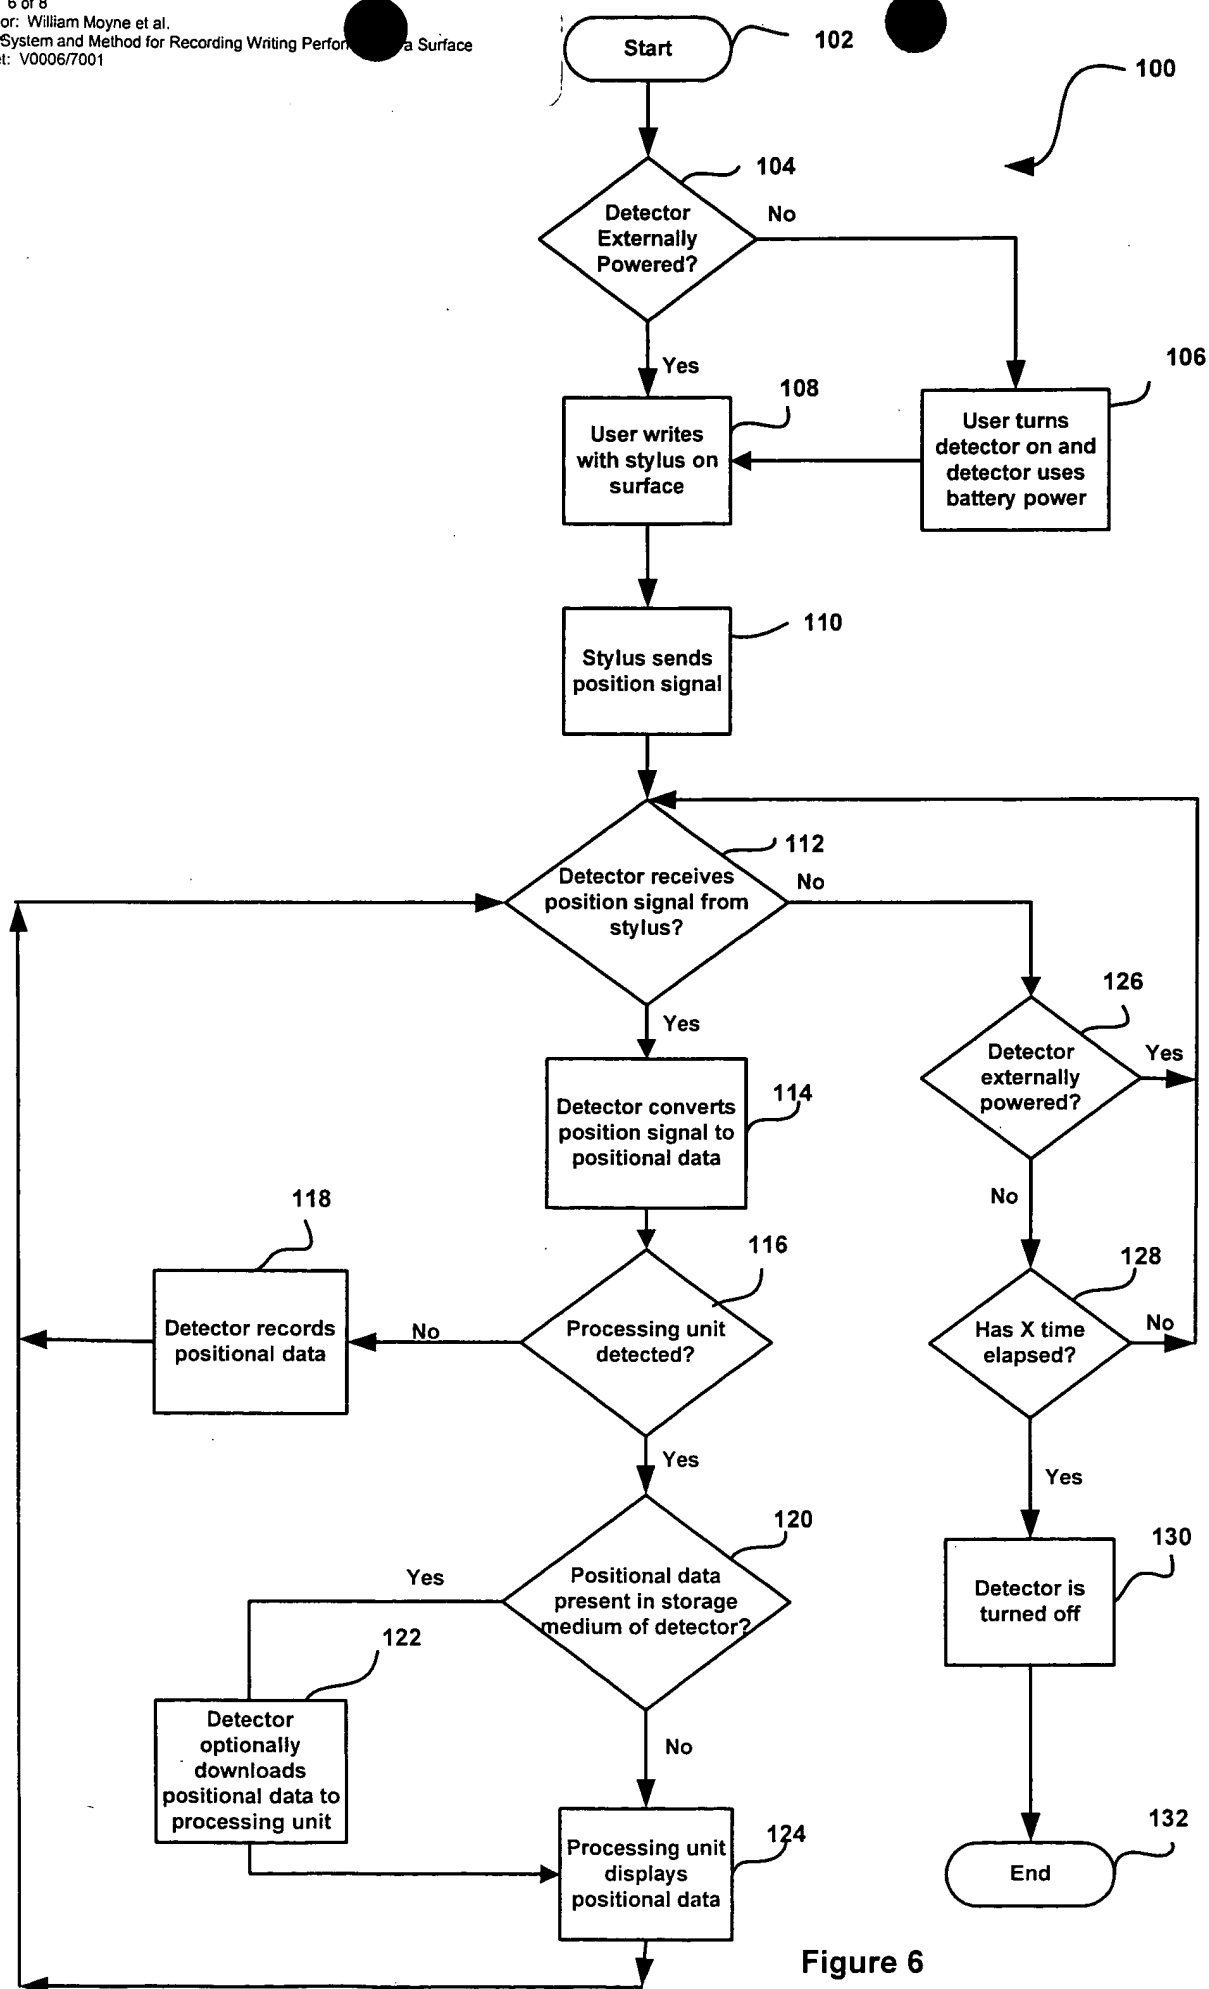 6 of 8
or: William Moyne et al.
System and Method for Recording Writing a Surface
t: V0006/7001
Start
102
100
104
Detector
Externally
Powered?
No
Yes
106
108
User writes
with stylus on
surface
User turns
detector on and
detector uses
battery power
110
Stylus sends
position signal
112
Detector receives
position signal from
stylus?
No
Yes
126
Detector
externally
powered?
Yes
No
114
Detector converts
position signal to
positional data
118
116
128
Detector records
positional data
No
Processing unit
detected?
Has X time
elapsed?
No
Yes
Yes
120
130
Yes
Positional data
present in storage
medium of detector?
Detector is
turned off
122
Detector
optionally
downloads
positional data to
processing unit
No
124
132
Processing unit
displays
positional data
End
Figure 6